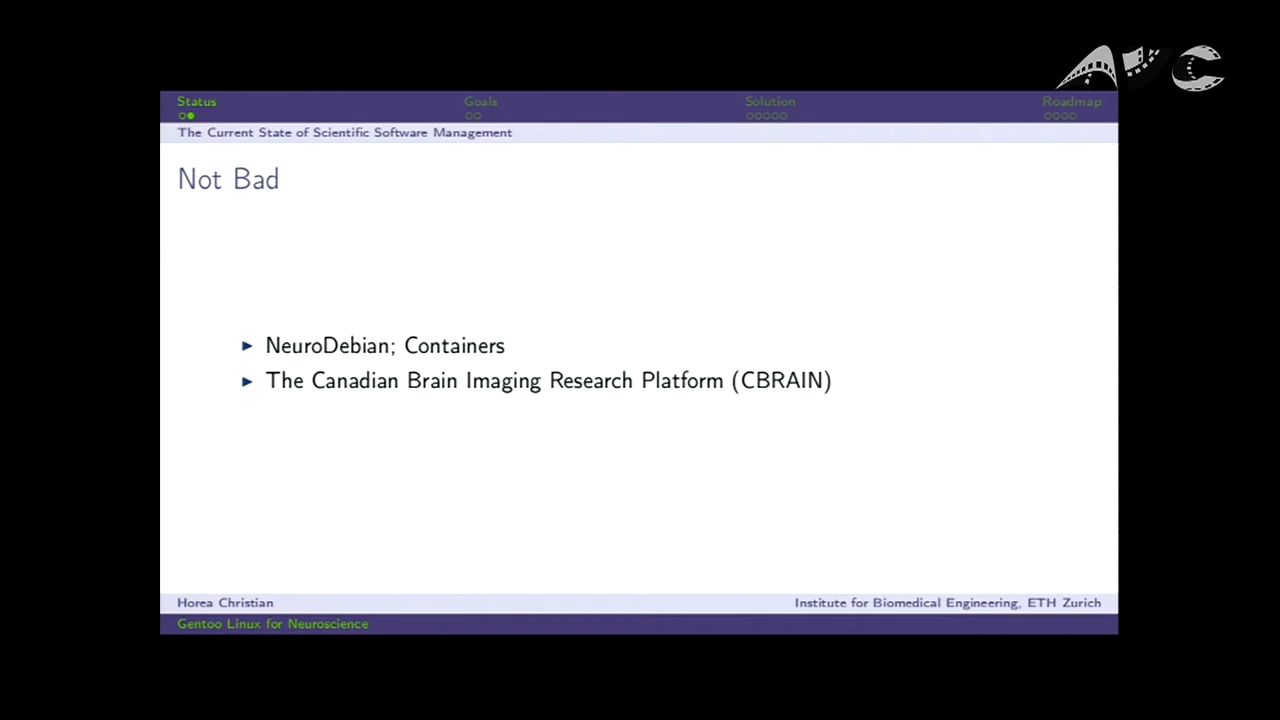 AVC
Status Goals Solution Roadmap
The Current State of Scientific Software Management
Not Bad
► NeuroDebian; Containers
► The Canadian Brain Imaging Research Platform (CBRAIN)
Horea Christian Institute for Biomedical Engineering, ETH Zurich
Gentoo Linux for Neuroscience